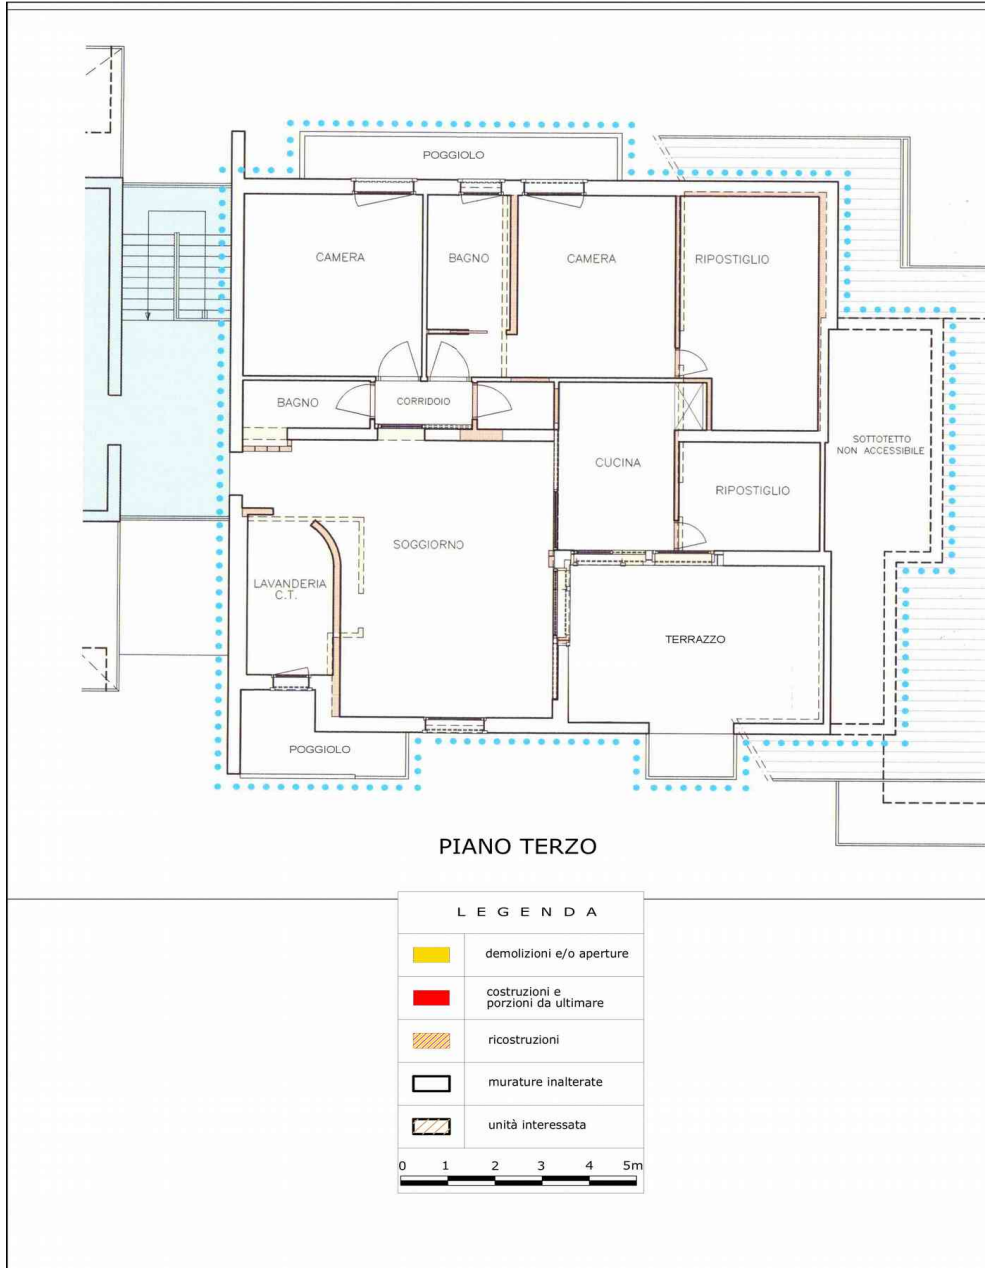 POGGIOLO
CAMERA
BAGNO
CAMERA
RIPOSTIGLIO
BAGNO
CORRIDOIO
CUCINA
SOTTOTETTO
NON ACCESSIBILE
RIPOSTIGLIO
SOGGIORNO
LAVANDERIA
C.T.
TERRAZZO
POGGIOLO
PIANO TERZO
LEGENDA
demolizioni e/o aperture
costruzioni e
porzioni da ultimare
ricostruzioni
murature inalterate
unità interessata
0 1 2 3 4 5m